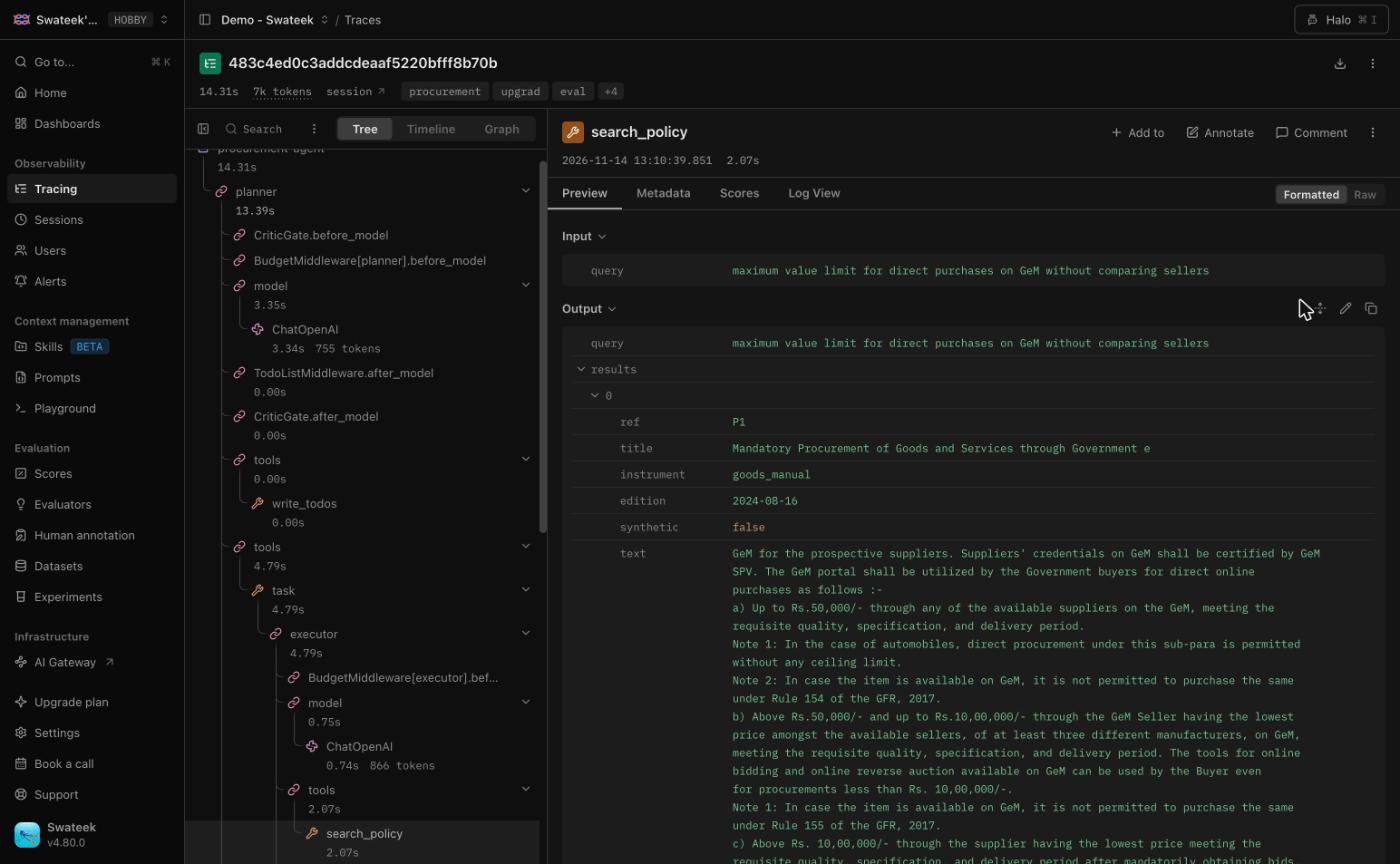 Swateek'...
HOBBY
Demo - Swateek / Traces
Halo ⌘ I
Go to... ⌘ K
Home
Dashboards
Observability
Tracing
Sessions
Users
Alerts
Context management
Skills BETA
Prompts
Playground
Evaluation
Scores
Evaluators
Human annotation
Datasets
Experiments
Infrastructure
AI Gateway
Upgrade plan
Settings
Book a call
Support
Swateek
v4.80.0
483c4ed0c3addcdeaaf5220bfff8b70b
14.31s 7k tokens session procurement upgrad eval +4
Search
Tree Timeline Graph
procurement-agent
14.31s
planner
13.39s
CriticGate.before_model
BudgetMiddleware[planner].before_model
model
3.35s
ChatOpenAI
3.34s 755 tokens
TodoListMiddleware.after_model
0.00s
CriticGate.after_model
0.00s
tools
0.00s
write_todos
0.00s
tools
4.79s
task
4.79s
executor
4.79s
BudgetMiddleware[executor].bef...
model
0.75s
ChatOpenAI
0.74s 866 tokens
tools
2.07s
search_policy
2.07s
search_policy
Add to Annotate Comment
2026-11-14 13:10:39.851 2.07s
Preview Metadata Scores Log View
Formatted Raw
Input
query maximum value limit for direct purchases on GeM without comparing sellers
Output
query maximum value limit for direct purchases on GeM without comparing sellers
results
0
ref P1
title Mandatory Procurement of Goods and Services through Government e
instrument goods_manual
edition 2024-08-16
synthetic false
text GeM for the prospective suppliers. Suppliers' credentials on GeM shall be certified by GeM
SPV. The GeM portal shall be utilized by the Government buyers for direct online
purchases as follows :-
a) Up to Rs.50,000/- through any of the available suppliers on the GeM, meeting the
requisite quality, specification, and delivery period.
Note 1: In the case of automobiles, direct procurement under this sub-para is permitted
without any ceiling limit.
Note 2: In case the item is available on GeM, it is not permitted to purchase the same
under Rule 154 of the GFR, 2017.
b) Above Rs.50,000/- and up to Rs.10,00,000/- through the GeM Seller having the lowest
price amongst the available sellers, of at least three different manufacturers, on GeM,
meeting the requisite quality, specification, and delivery period. The tools for online
bidding and online reverse auction available on GeM can be used by the Buyer even
for procurements less than Rs. 10,00,000/-.
Note 1: In case the item is available on GeM, it is not permitted to purchase the same
under Rule 155 of the GFR, 2017.
c) Above Rs. 10,00,000/- through the supplier having the lowest price meeting the
requisite quality, specification, and delivery period after mandatorily obtaining bids,